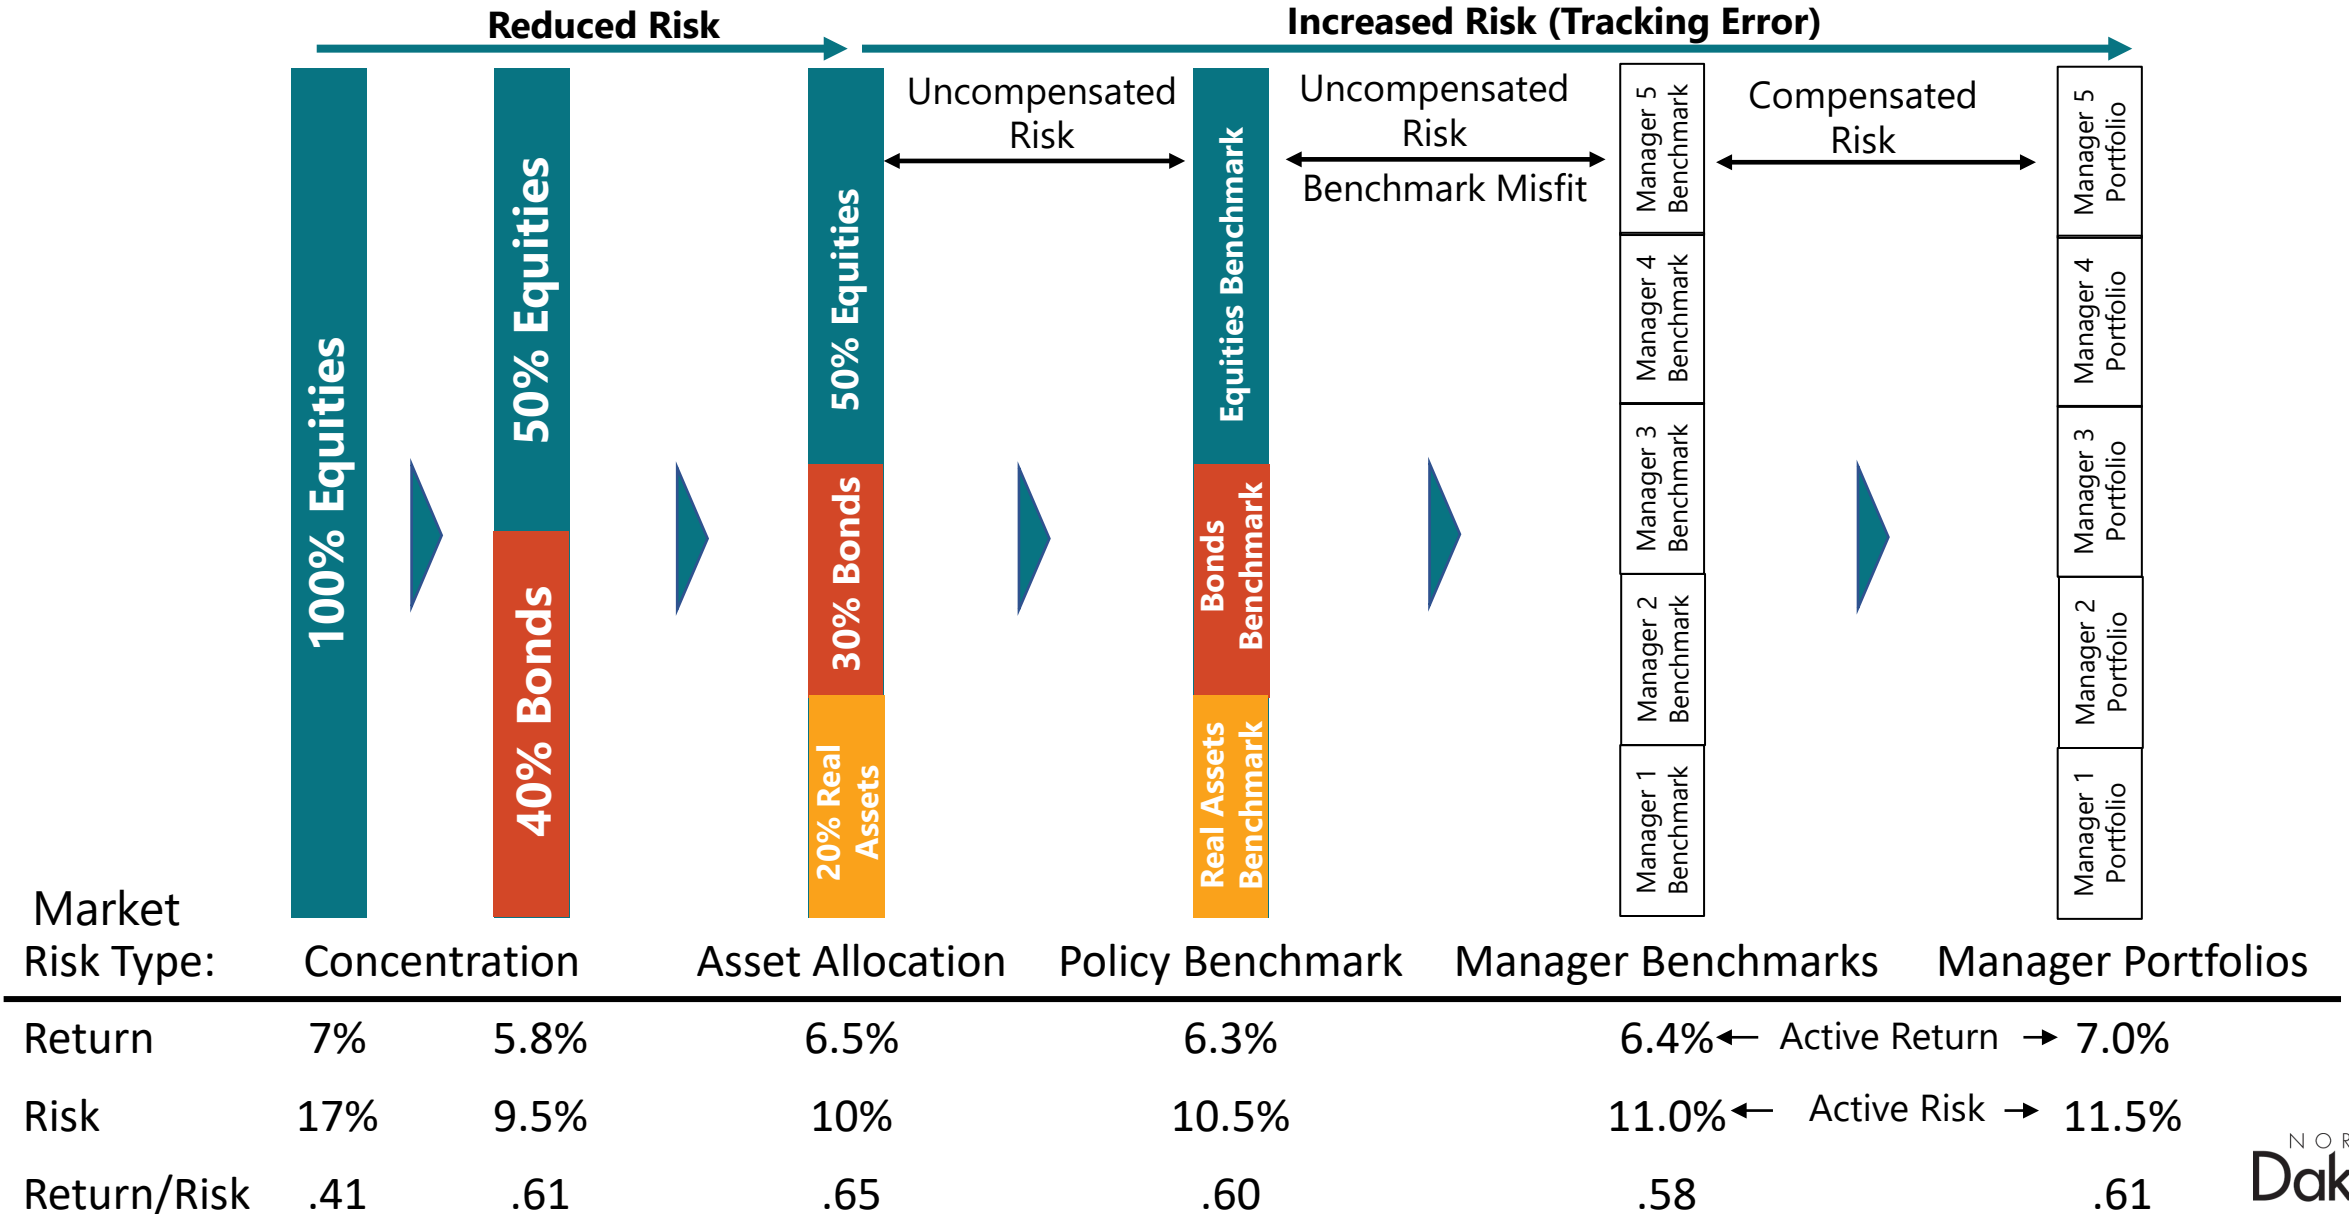 Reduced Risk
Increased Risk (Tracking Error)
100% Equities
50% Equities
40% Bonds
50% Equities
30% Bonds
20% Real
Assets
Uncompensated
Risk
Equities Benchmark
Bonds
Benchmark
Real Assets
Benchmark
Uncompensated
Risk
Benchmark Misfit
Manager 5
Benchmark
Manager 4
Benchmark
Manager 3
Benchmark
Manager 2
Benchmark
Manager 1
Benchmark
Compensated
Risk
Manager 5
Portfolio
Manager 4
Portfolio
Manager 3
Portfolio
Manager 2
Portfolio
Manager 1
Portfolio
Market
Risk Type: Concentration Asset Allocation Policy Benchmark Manager Benchmarks Manager Portfolios
Return 7% 5.8% 6.5% 6.3% 6.4% Active Return 7.0%
Risk 17% 9.5% 10% 10.5% 11.0% Active Risk 11.5%
Return/Risk .41 .61 .65 .60 .58 .61